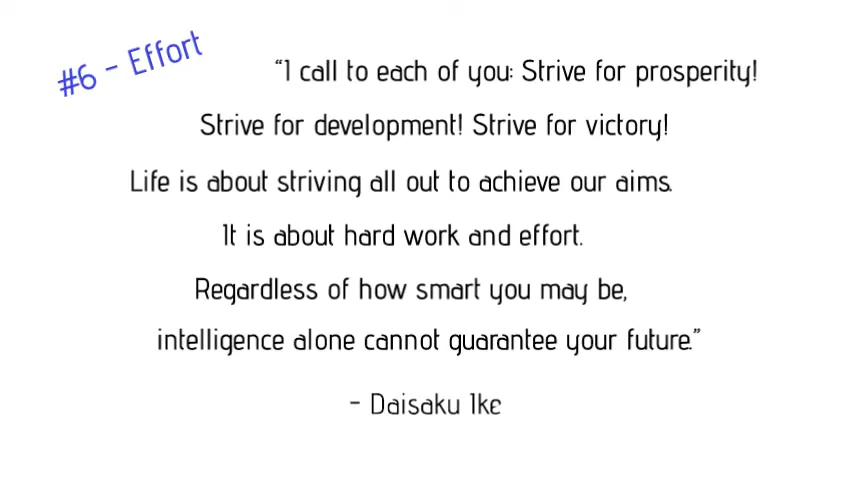 #6 - Effort
“I call to each of you: Strive for prosperity!
Strive for development! Strive for victory!
Life is about striving all out to achieve our aims.
It is about hard work and effort.
Regardless of how smart you may be,
intelligence alone cannot guarantee your future.”
- Daisaku Ike